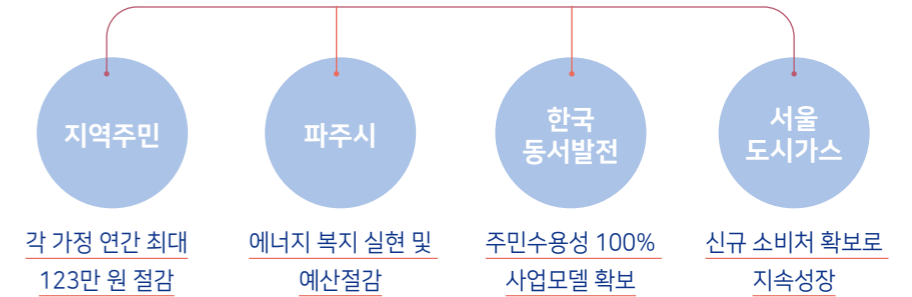 지역주민
파주시
한국
동서발전
서울
도시가스
각 가정 연간 최대
123만 원 절감
에너지 복지 실현 및
예산절감
주민수용성 100%
사업모델 확보
신규 소비처 확보로
지속성장